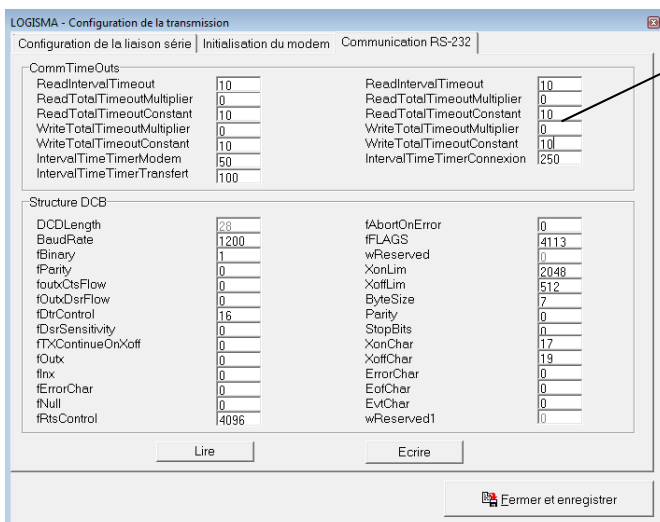 LOGISMA - Configuration de la transmission
Configuration de la liaison série Initialisation du modem Communication RS-232
CommTimeOuts
ReadIntervalTimeout 10 ReadIntervalTimeout 10
ReadTotalTimeoutMultiplier 0 ReadTotalTimeoutMultiplier 0
ReadTotalTimeoutConstant 10 ReadTotalTimeoutConstant 10
WriteTotalTimeoutMultiplier 0 WriteTotalTimeoutMultiplier 0
WriteTotalTimeoutConstant 10 WriteTotalTimeoutConstant 10
IntervalTimeTimerModem 50 IntervalTimeTimerConnexion 250
IntervalTimeTimerTransfert 100
Structure DCB
DCDLength 28 fAbortOnError 0
BaudRate 1200 fFLAGS 4113
fBinary 1 wReserved 0
fParity 0 XonLim 2048
foutxCtsFlow 0 XoffLim 512
fOutxDsrFlow 0 ByteSize 7
fDtrControl 16 Parity 0
fDsrSensitivity 0 StopBits 0
fTXContinueOnXoff 0 XonChar 17
fOutx 0 XoffChar 19
fInx 0 ErrorChar 0
fErrorChar 0 EofChar 0
fNull 0 EvtChar 0
fRtsControl 4096 wReserved1 0
Lire Ecrire
Fermer et enregistrer